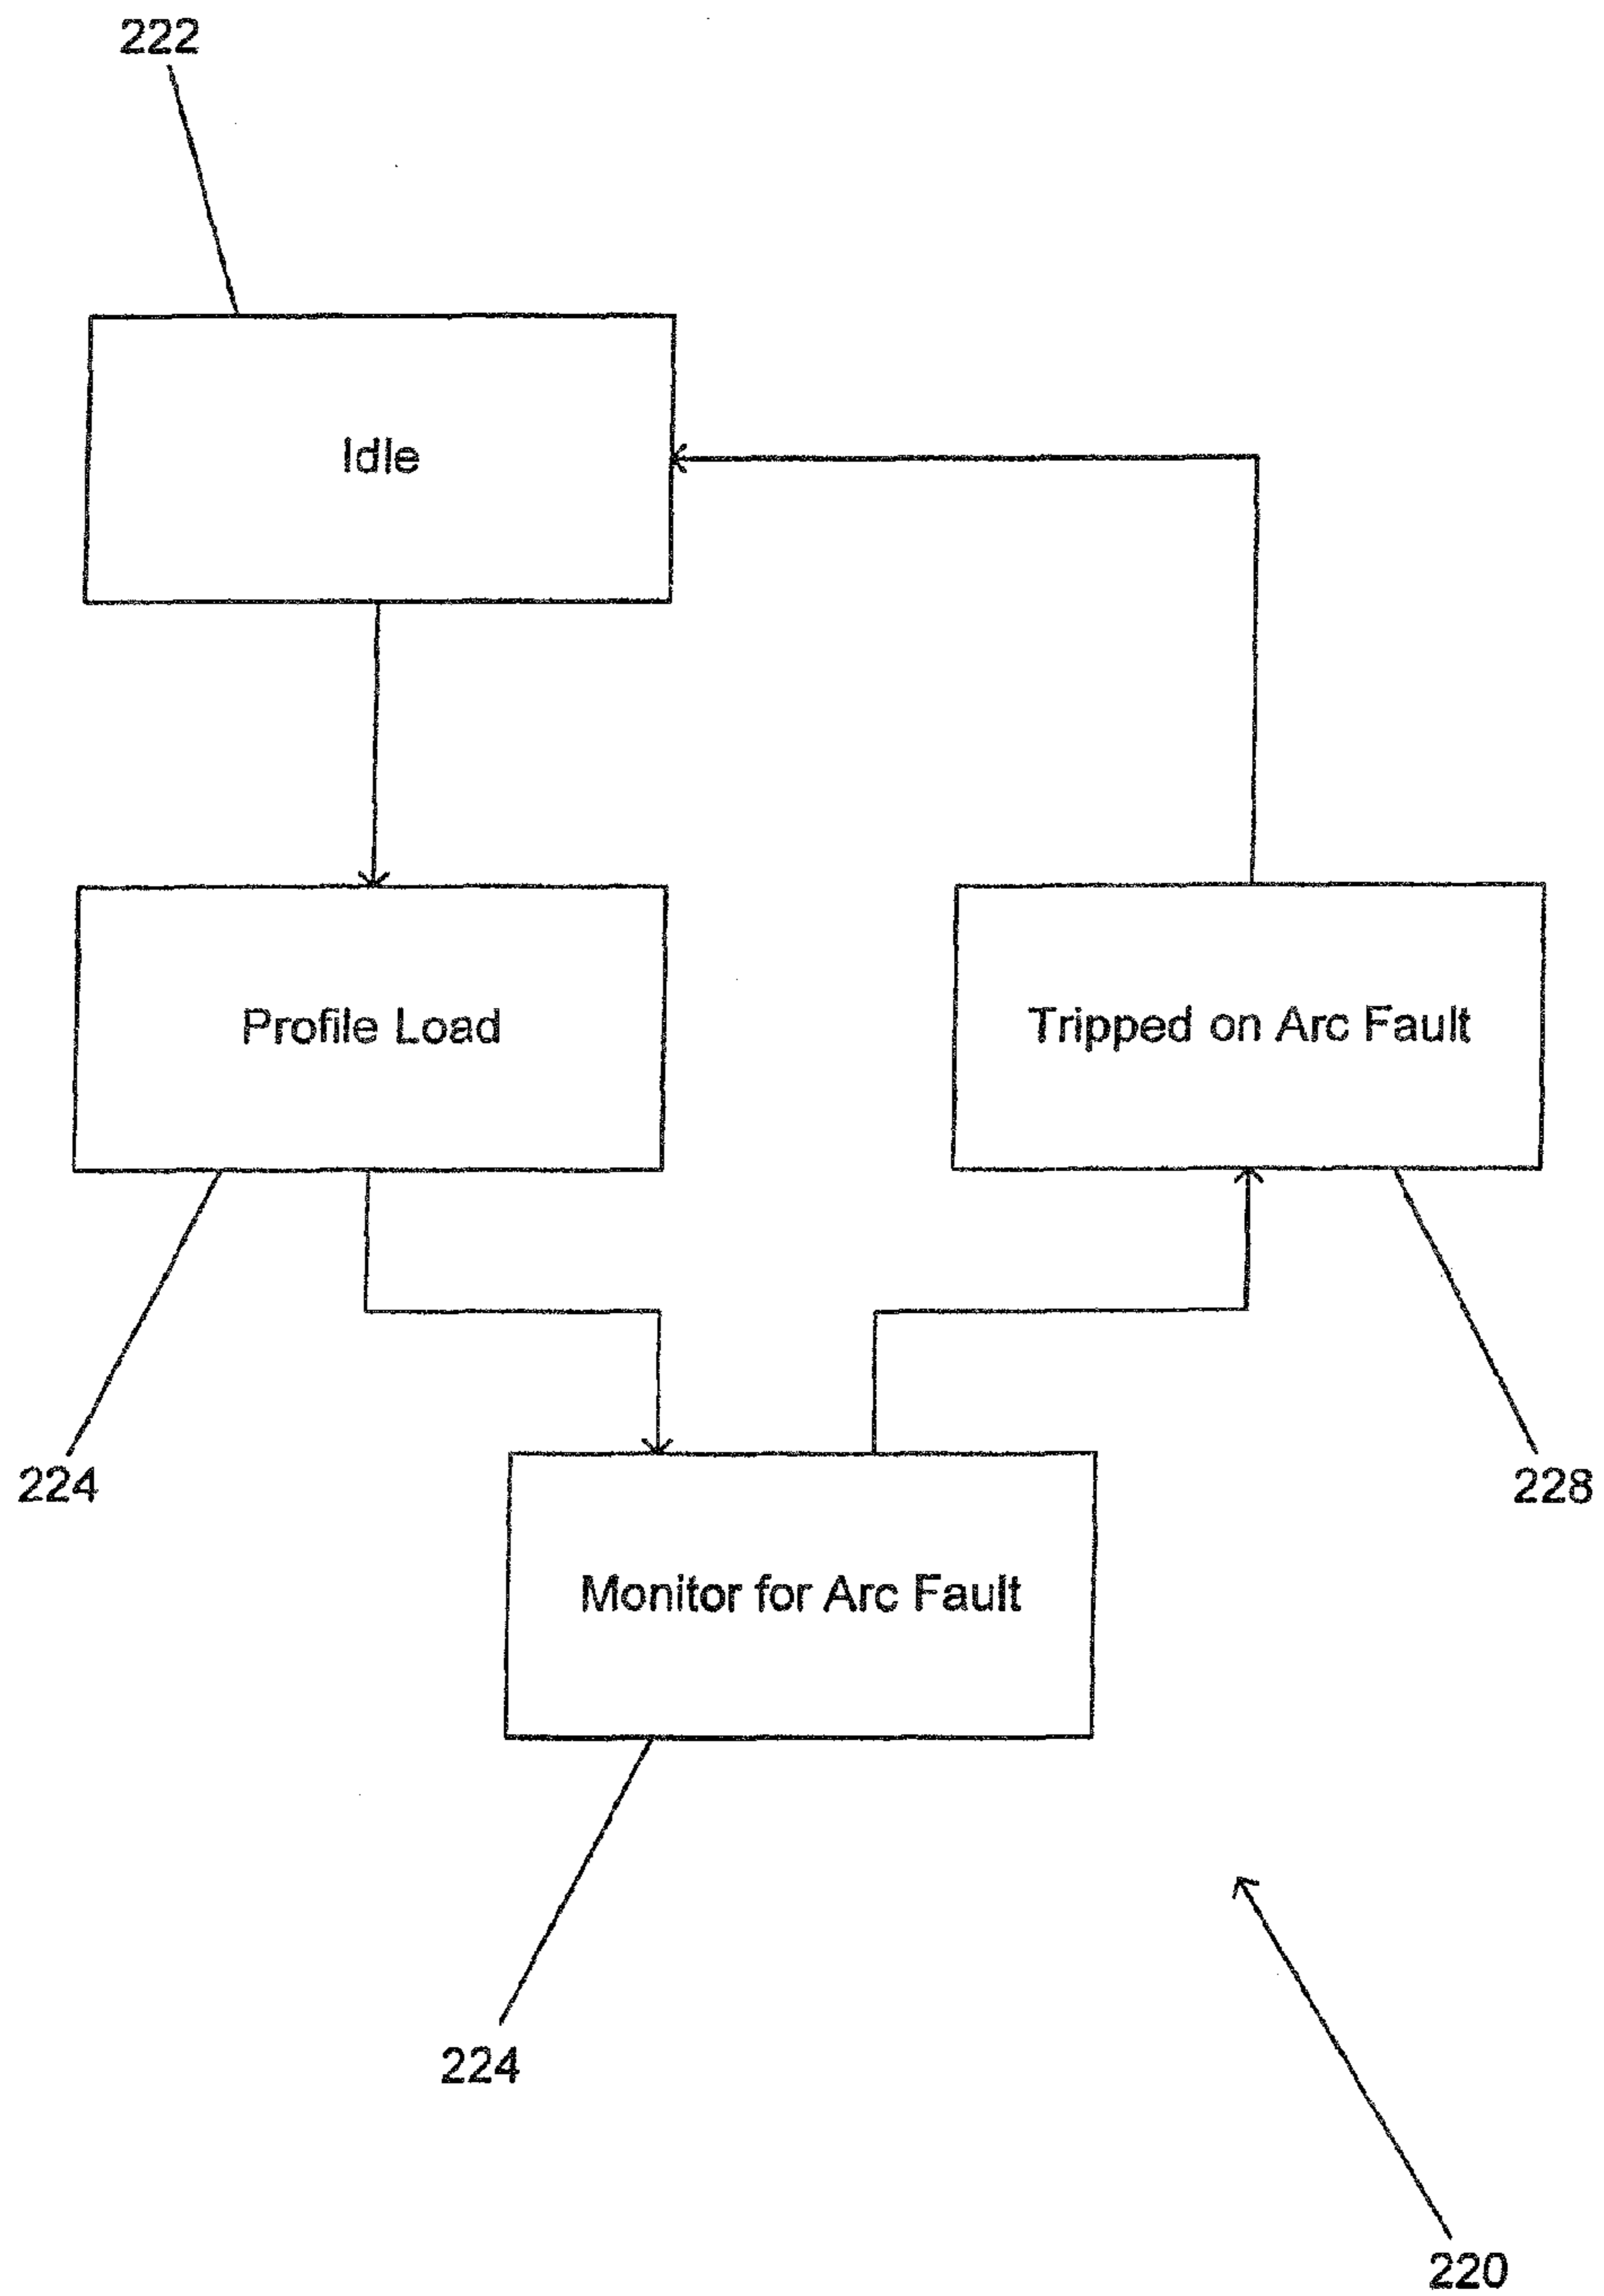 222
Idle
Profile Load
Tripped on Arc Fault
224
228
Monitor for Arc Fault
224
220